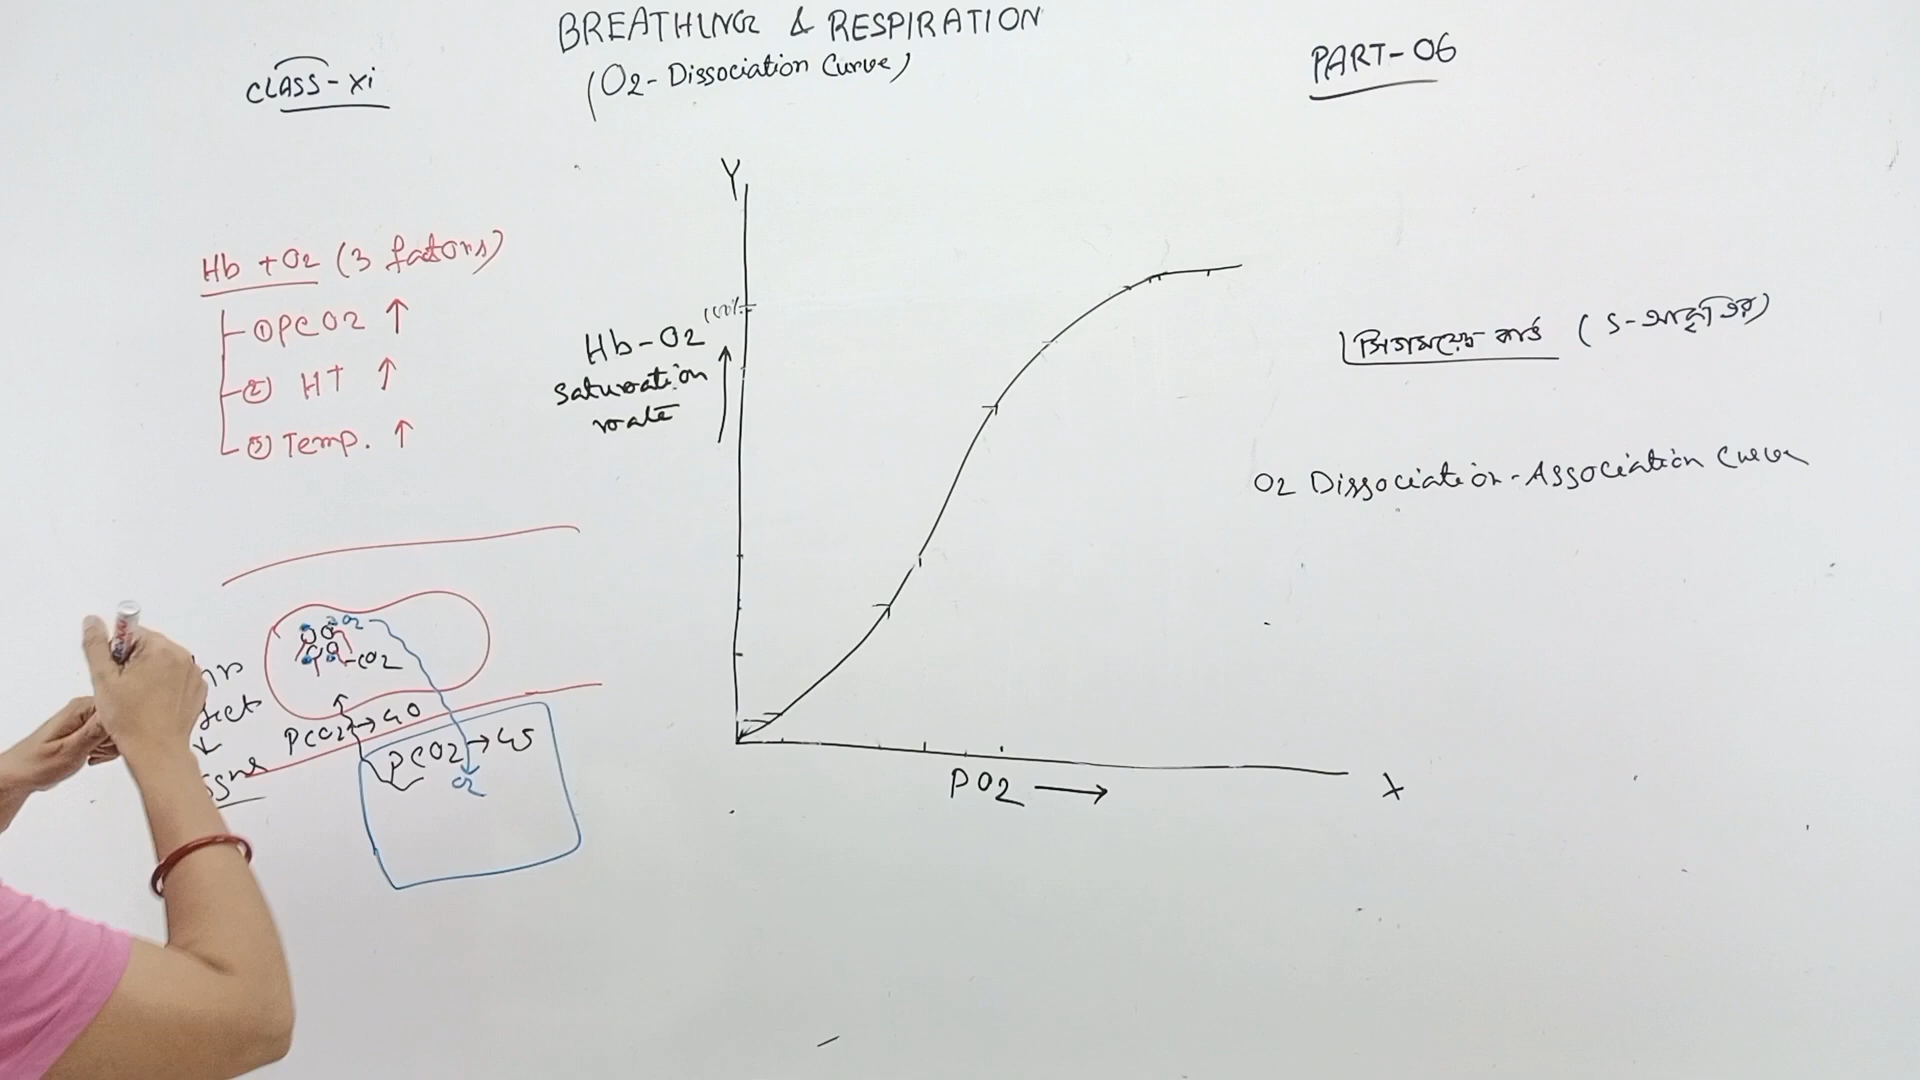 BREATHING & RESPIRATION
(O2-Dissociation Curve)
CLASS-XI
PART-06
Hb + O2 (3 factors)
① PCO2 ↑
② H+ ↑
③ Temp. ↑
Y
100%
Hb-O2
saturation
rate
PO2 →
X
সিগময়েড কার্ভ (S-আকৃতির)
O2 Dissociation-Association Curve
O2
CO2
PCO2 → 40
PCO2 → 45
O2